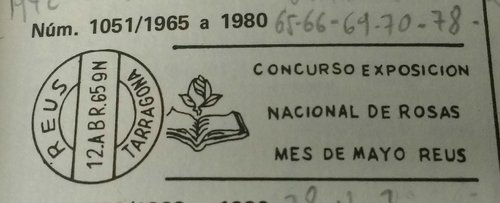 Núm. 1051/1965 a 1980 65-66-69-70-78-
REUS
12.ABR.65 9N
TARRAGONA
CONCURSO EXPOSICION
NACIONAL DE ROSAS
MES DE MAYO REUS